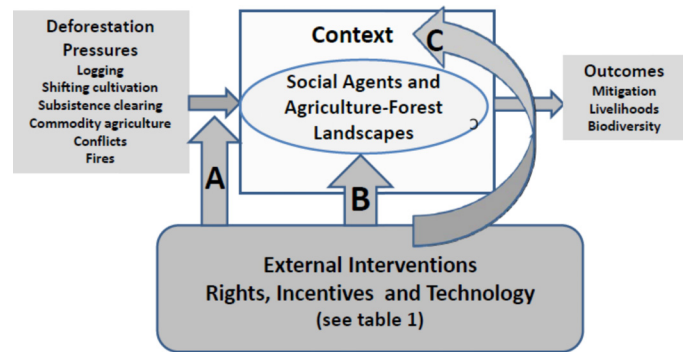 Deforestation
Pressures
Logging
Shifting cultivation
Subsistence clearing
Commodity agriculture
Conflicts
Fires
Context
C
Social Agents and
Agriculture-Forest
Landscapes
Outcomes
Mitigation
Livelihoods
Biodiversity
A
B
External Interventions
Rights, Incentives and Technology
(see table 1)